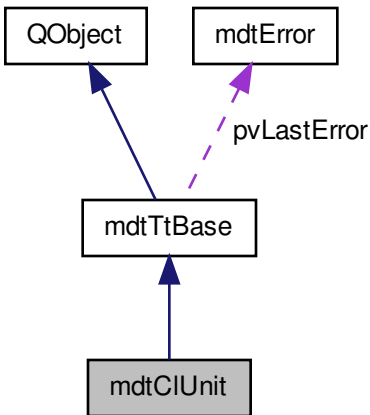 QObject
mdtError
pvLastError
mdtTtBase
mdtClUnit